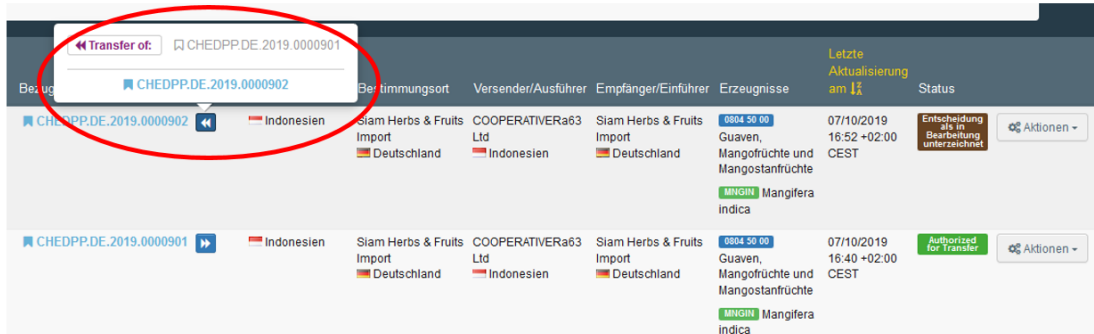 Transfer of: CHEDPP.DE.2019.0000901
CHEDPP.DE.2019.0000902
Bestimmungsort Versender/Ausführer Empfänger/Einführer Erzeugnisse Letzte Aktualisierung am Status
CHEDPP.DE.2019.0000902 Indonesien Siam Herbs & Fruits COOPERATIVERa63 Siam Herbs & Fruits 0804 50 00 07/10/2019 Entscheidung als in Bearbeitung unterzeichnet Aktionen
Import Ltd Import Guaven, 16:52 +02:00
Deutschland Indonesien Deutschland Mangofrüchte und CEST
Mangostanfrüchte
MNGIN Mangifera
indica
CHEDPP.DE.2019.0000901 Indonesien Siam Herbs & Fruits COOPERATIVERa63 Siam Herbs & Fruits 0804 50 00 07/10/2019 Authorized for Transfer Aktionen
Import Ltd Import Guaven, 16:40 +02:00
Deutschland Indonesien Deutschland Mangofrüchte und CEST
Mangostanfrüchte
MNGIN Mangifera
indica